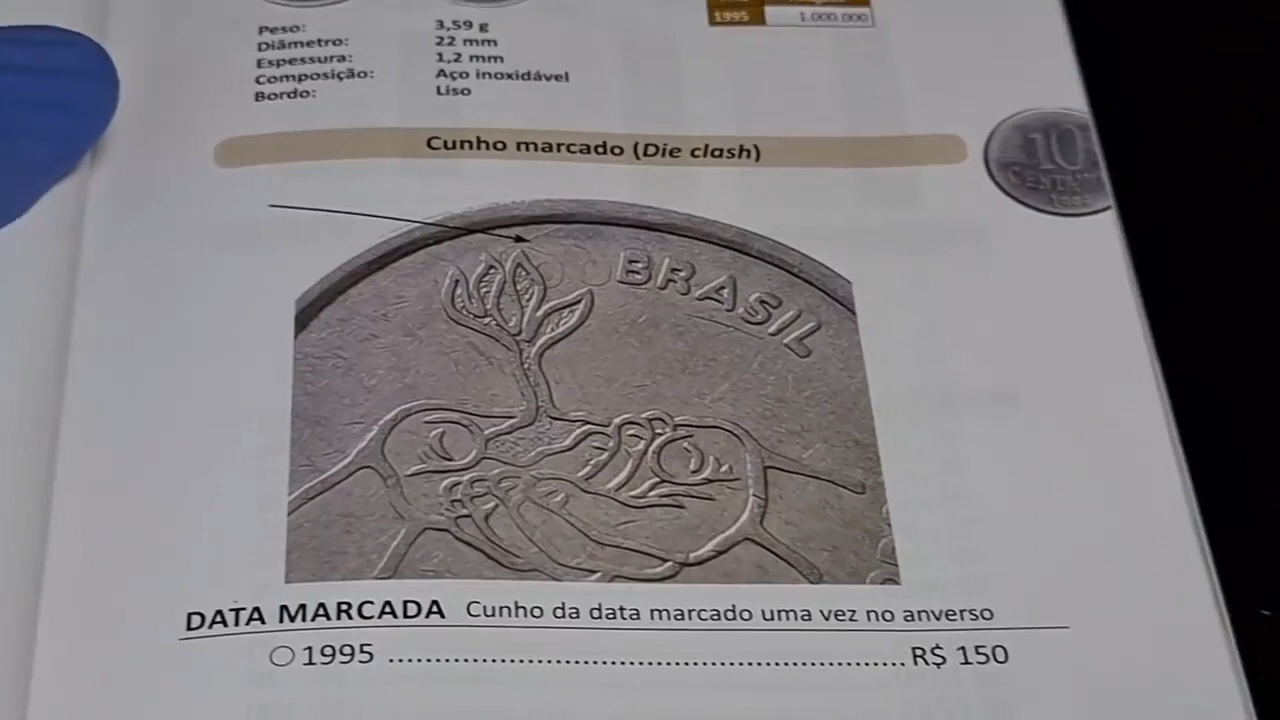 1995 1.000.000
Peso: 3,59 g
Diâmetro: 22 mm
Espessura: 1,2 mm
Composição: Aço inoxidável
Bordo: Liso
Cunho marcado (Die clash)
10
BRASIL
DATA MARCADA Cunho da data marcado uma vez no anverso
1995 ........................................................ R$ 150